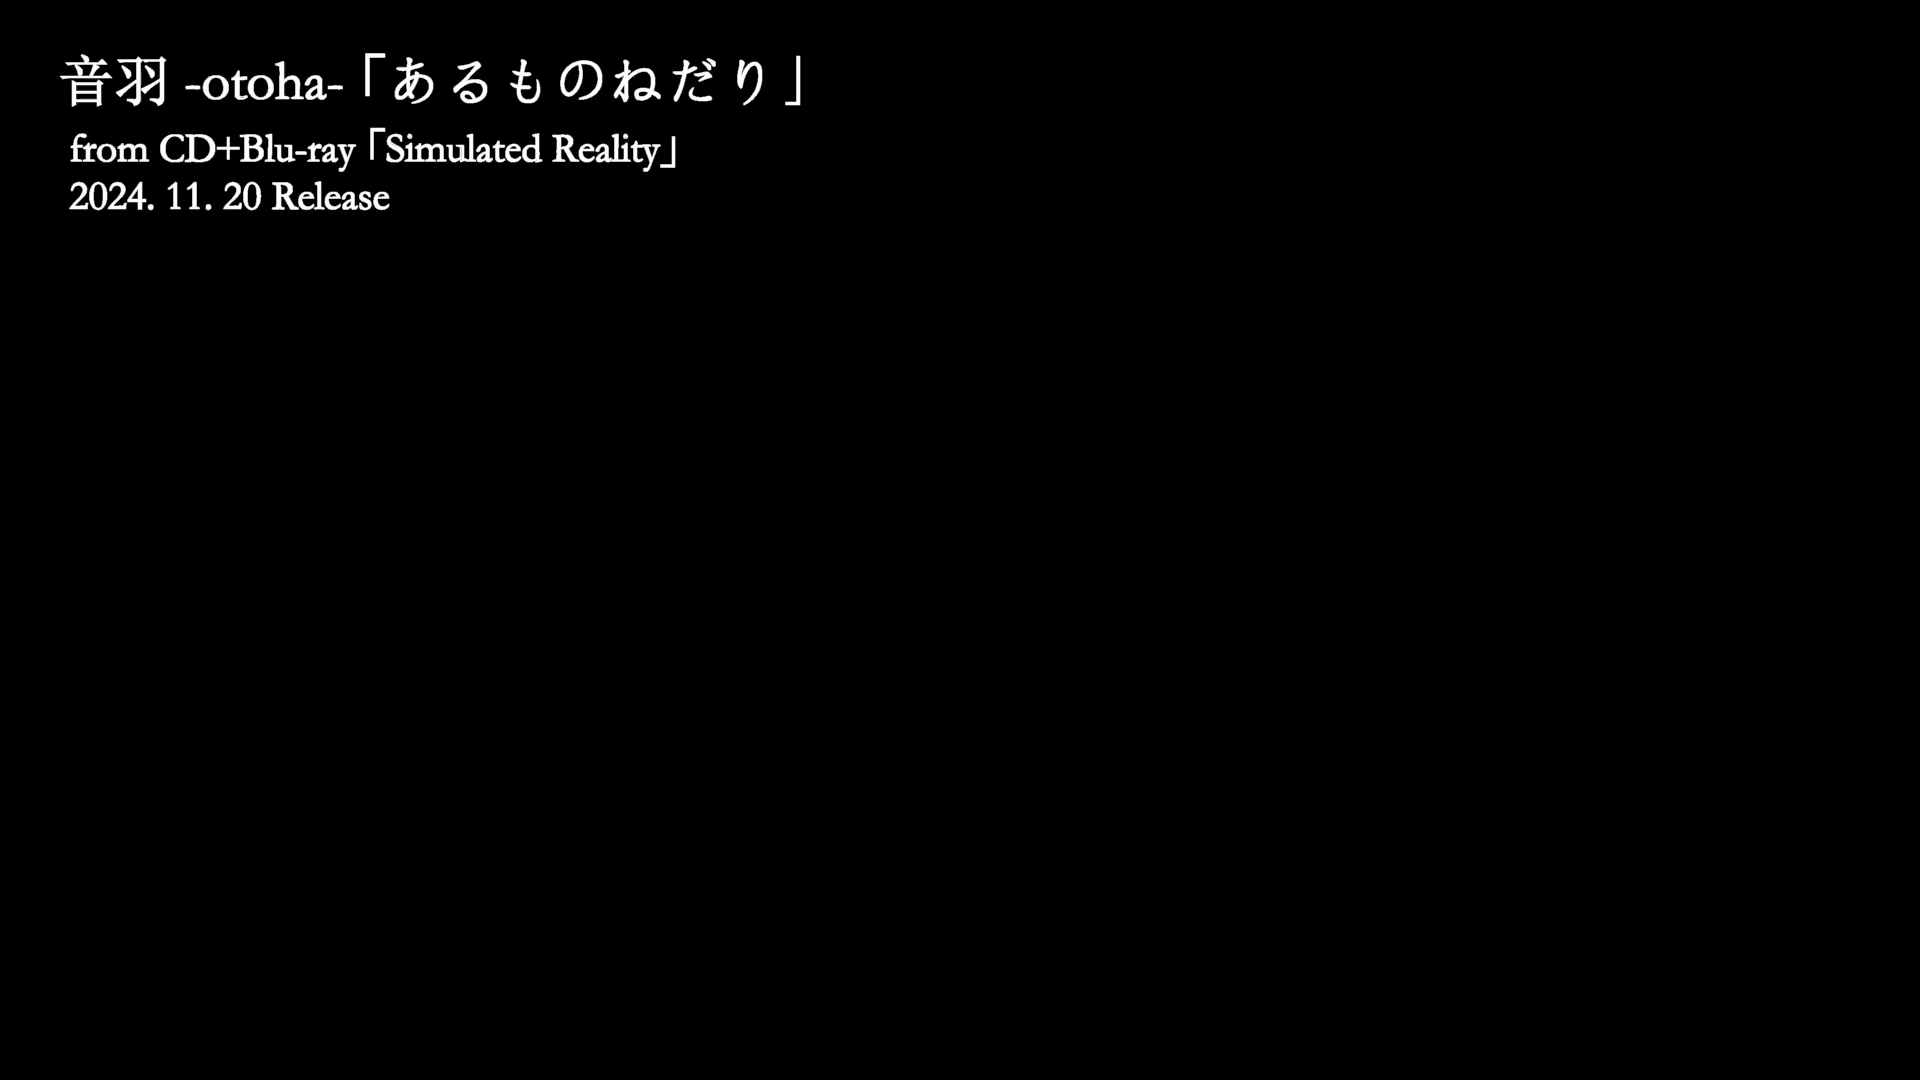 音羽 -otoha-「あるものねだり」
from CD+Blu-ray「Simulated Reality」
2024. 11. 20 Release